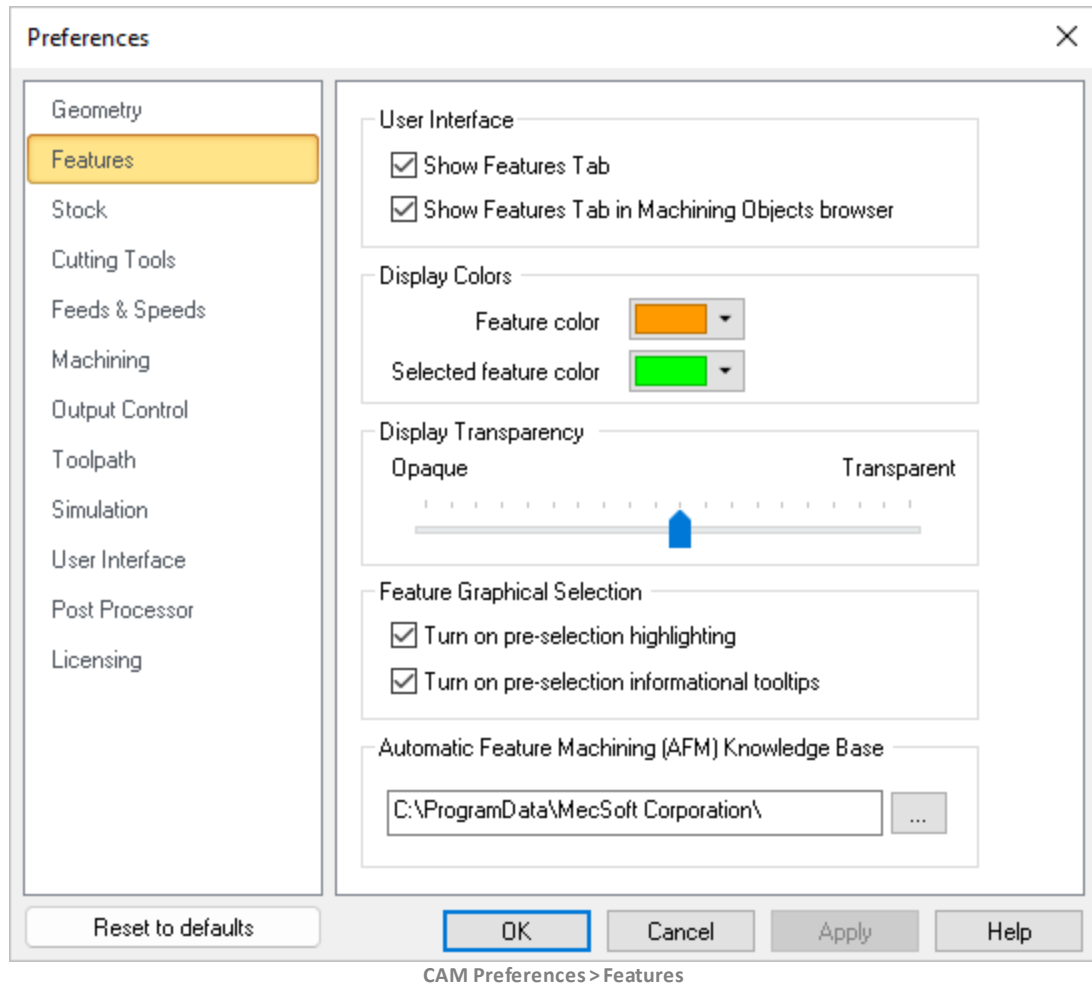 Preferences
Geometry
Features
Stock
Cutting Tools
Feeds & Speeds
Machining
Output Control
Toolpath
Simulation
User Interface
Post Processor
Licensing
User Interface
Show Features Tab
Show Features Tab in Machining Objects browser
Display Colors
Feature color
Selected feature color
Display Transparency
Opaque Transparent
Feature Graphical Selection
Turn on pre-selection highlighting
Turn on pre-selection informational tooltips
Automatic Feature Machining (AFM) Knowledge Base
C:\ProgramData\MecSoft Corporation\ ...
Reset to defaults OK Cancel Apply Help
CAM Preferences > Features